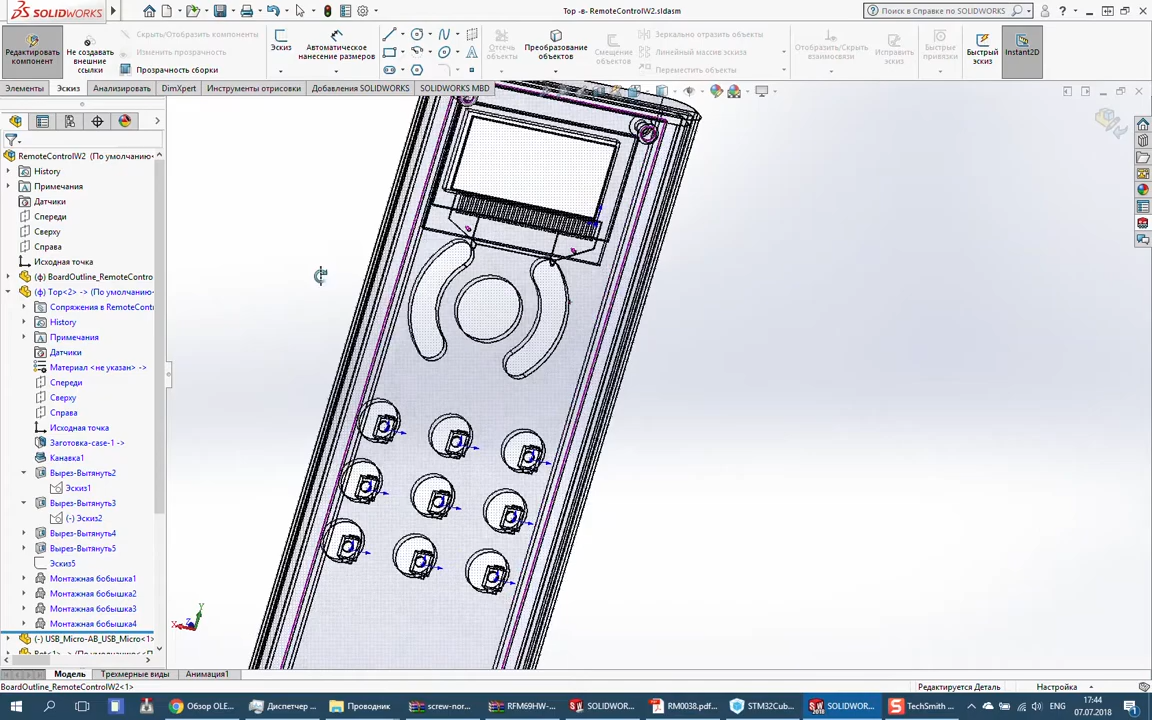 SOLIDWORKS
Top -в- RemoteControlW2.sldasm
Поиск в Справке по SOLIDWORKS
Редактировать компонент
Не создавать внешние ссылки
Скрыть/Отобразить компоненты
Изменить прозрачность
Прозрачность сборки
Эскиз
Автоматическое нанесение размеров
Отсечь объекты
Преобразование объектов
Смещение объектов
Зеркально отразить объекты
Линейный массив эскиза
Переместить объекты
Отобразить/Скрыть взаимосвязи
Исправить эскиз
Быстрые привязки
Быстрый эскиз
Instant2D
Элементы
Эскиз
Анализировать
DimXpert
Инструменты отрисовки
Добавления SOLIDWORKS
SOLIDWORKS MBD
RemoteControlW2 (По умолчанию
History
Примечания
Датчики
Спереди
Сверху
Справа
Исходная точка
(ф) BoardOutline_RemoteContro
(ф) Top<2> -> (По умолчанию
Сопряжения в RemoteCont
History
Примечания
Датчики
Материал <не указан> ->
Спереди
Сверху
Справа
Исходная точка
Заготовка-case-1 ->
Канавка1
Вырез-Вытянуть2
Эскиз1
Вырез-Вытянуть3
(-) Эскиз2
Вырез-Вытянуть4
Вырез-Вытянуть5
Эскиз5
Монтажная бобышка1
Монтажная бобышка2
Монтажная бобышка3
Монтажная бобышка4
(-) USB_Micro-AB_USB_Micro<1>
Y
X
Z
Модель
Трехмерные виды
Анимация1
BoardOutline_RemoteControlW2<1>
Редактируется Деталь
Настройка
Обзор OLE...
Диспетчер ...
Проводник
screw-nor...
RFM69HW-...
SOLIDWOR...
RM0038.pdf...
STM32Cub...
SOLIDWOR...
TechSmith ...
ENG
17:44
07.07.2018